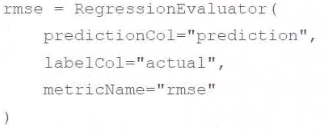 rmse = RegressionEvaluator(
    predictionCol="prediction",
    labelCol="actual",
    metricName="rmse"
)